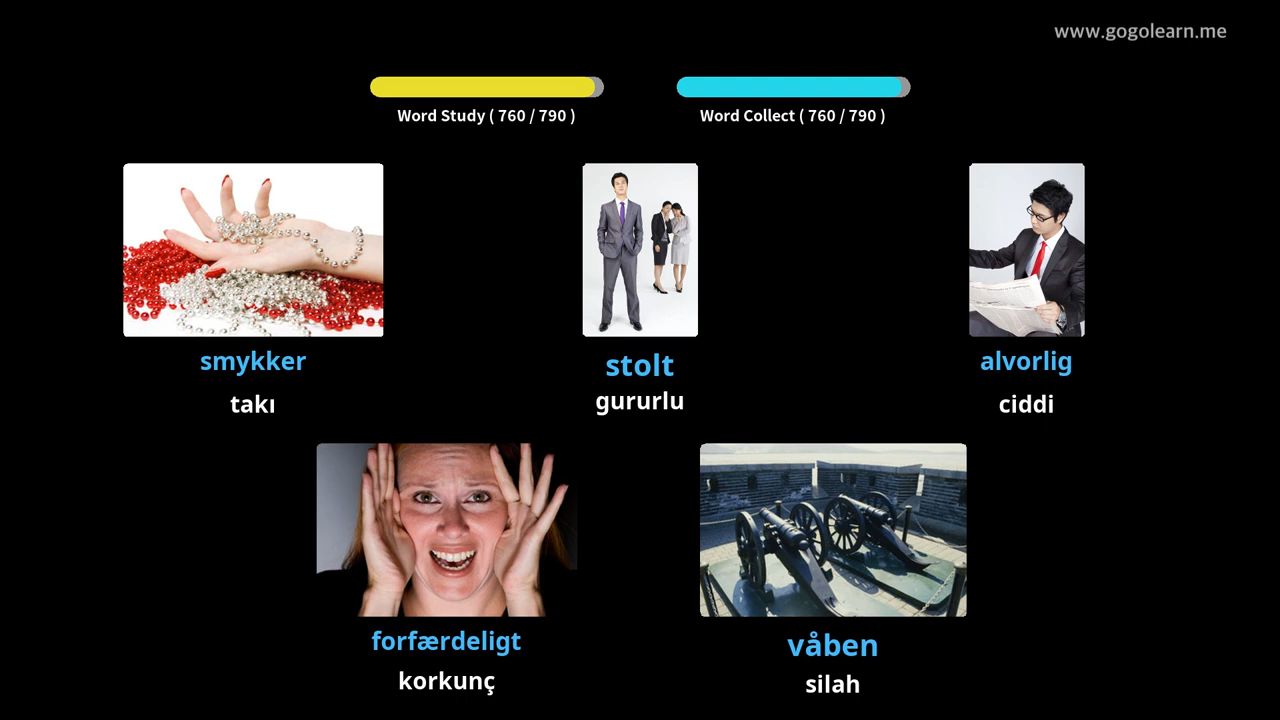 www.gogolearn.me
Word Study ( 760 / 790 )
Word Collect ( 760 / 790 )
smykker
takı
stolt
gururlu
alvorlig
ciddi
forfærdeligt
korkunç
våben
silah